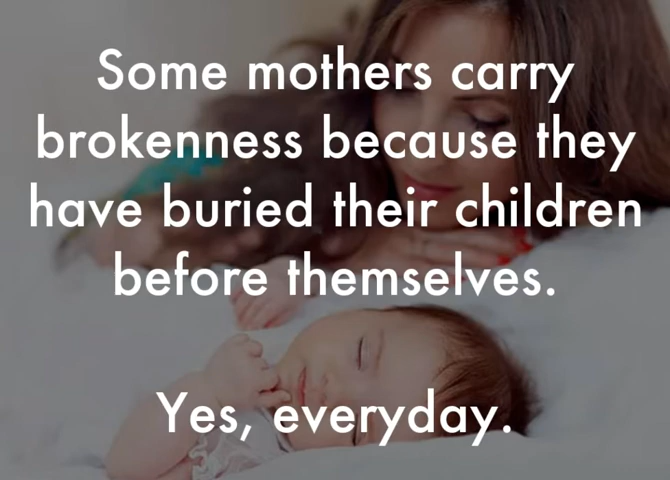 Some mothers carry
brokenness because they
have buried their children
before themselves.
Yes, everyday.